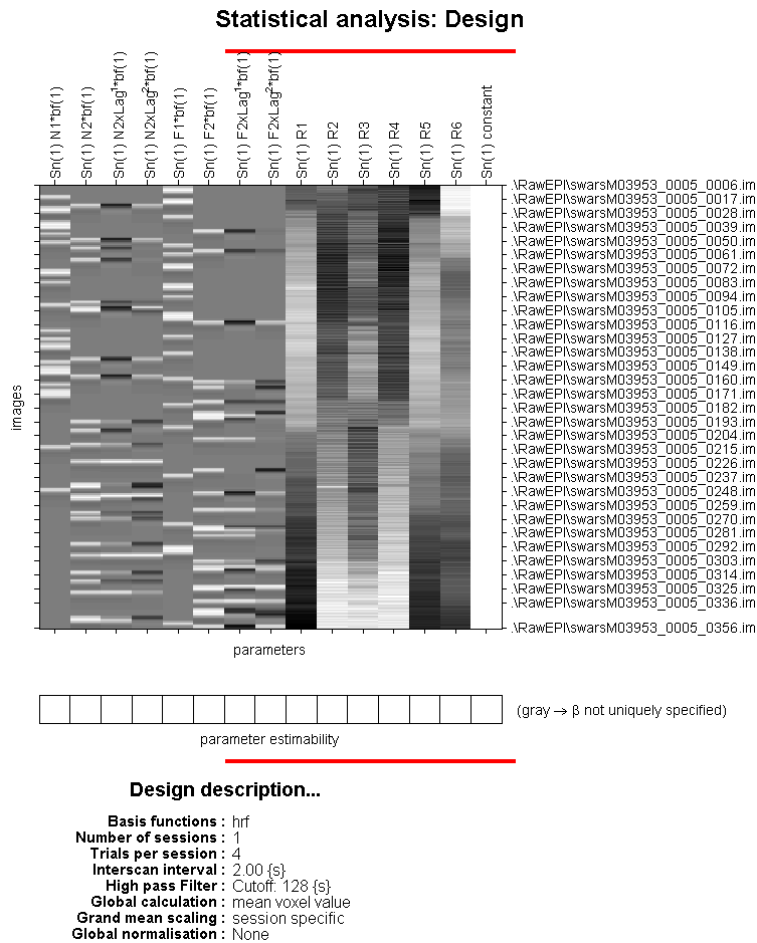 Statistical analysis: Design
Sn(1) N1*bf(1)
Sn(1) N2*bf(1)
Sn(1) N2xLag^1*bf(1)
Sn(1) N2xLag^2*bf(1)
Sn(1) F1*bf(1)
Sn(1) F2*bf(1)
Sn(1) F2xLag^1*bf(1)
Sn(1) F2xLag^2*bf(1)
Sn(1) R1
Sn(1) R2
Sn(1) R3
Sn(1) R4
Sn(1) R5
Sn(1) R6
Sn(1) constant
images
.\RawEPI\swarsM03953_0005_0006.im
.\RawEPI\swarsM03953_0005_0017.im
.\RawEPI\swarsM03953_0005_0028.im
.\RawEPI\swarsM03953_0005_0039.im
.\RawEPI\swarsM03953_0005_0050.im
.\RawEPI\swarsM03953_0005_0061.im
.\RawEPI\swarsM03953_0005_0072.im
.\RawEPI\swarsM03953_0005_0083.im
.\RawEPI\swarsM03953_0005_0094.im
.\RawEPI\swarsM03953_0005_0105.im
.\RawEPI\swarsM03953_0005_0116.im
.\RawEPI\swarsM03953_0005_0127.im
.\RawEPI\swarsM03953_0005_0138.im
.\RawEPI\swarsM03953_0005_0149.im
.\RawEPI\swarsM03953_0005_0160.im
.\RawEPI\swarsM03953_0005_0171.im
.\RawEPI\swarsM03953_0005_0182.im
.\RawEPI\swarsM03953_0005_0193.im
.\RawEPI\swarsM03953_0005_0204.im
.\RawEPI\swarsM03953_0005_0215.im
.\RawEPI\swarsM03953_0005_0226.im
.\RawEPI\swarsM03953_0005_0237.im
.\RawEPI\swarsM03953_0005_0248.im
.\RawEPI\swarsM03953_0005_0259.im
.\RawEPI\swarsM03953_0005_0270.im
.\RawEPI\swarsM03953_0005_0281.im
.\RawEPI\swarsM03953_0005_0292.im
.\RawEPI\swarsM03953_0005_0303.im
.\RawEPI\swarsM03953_0005_0314.im
.\RawEPI\swarsM03953_0005_0325.im
.\RawEPI\swarsM03953_0005_0336.im
.\RawEPI\swarsM03953_0005_0356.im
parameters
(gray → β not uniquely specified)
parameter estimability
Design description...
Basis functions : hrf
Number of sessions : 1
Trials per session : 4
Interscan interval : 2.00 {s}
High pass Filter : Cutoff: 128 {s}
Global calculation : mean voxel value
Grand mean scaling : session specific
Global normalisation : None